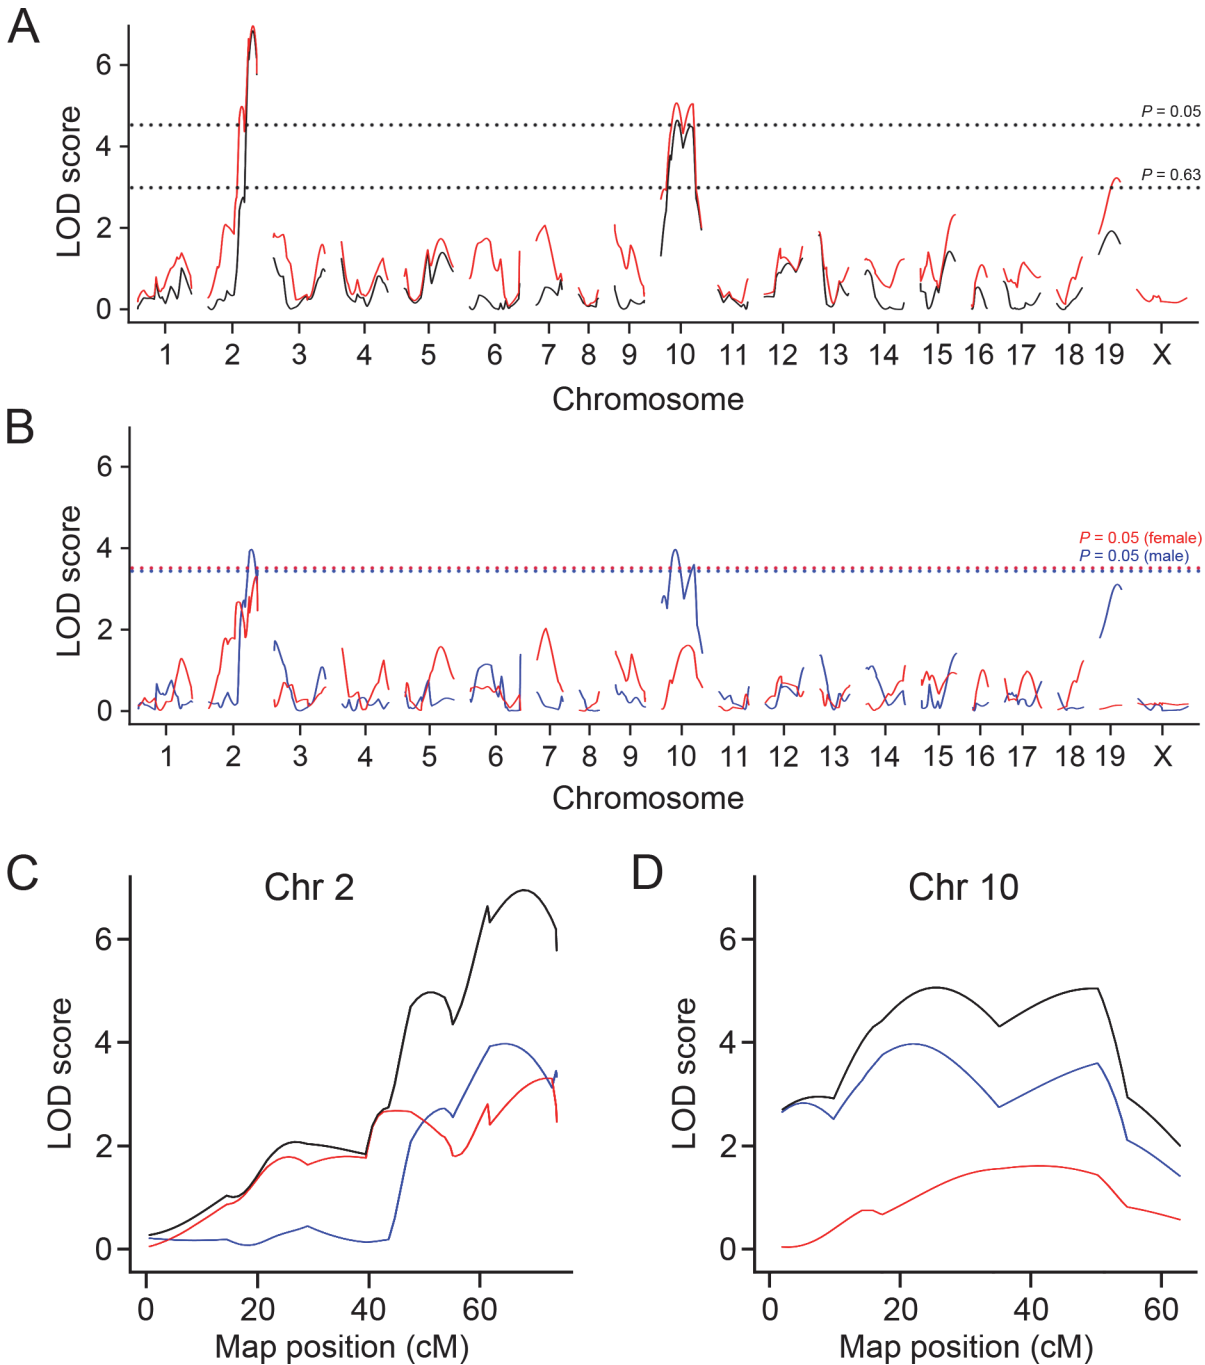 A
LOD score
6
4
2
0
P = 0.05
P = 0.63
1 2 3 4 5 6 7 8 9 10 11 12 13 14 15 16 17 18 19 X
Chromosome
B
LOD score
6
4
2
0
P = 0.05 (female)
P = 0.05 (male)
1 2 3 4 5 6 7 8 9 10 11 12 13 14 15 16 17 18 19 X
Chromosome
C
Chr 2
LOD score
6
4
2
0
0 20 40 60
Map position (cM)
D
Chr 10
LOD score
6
4
2
0
0 20 40 60
Map position (cM)